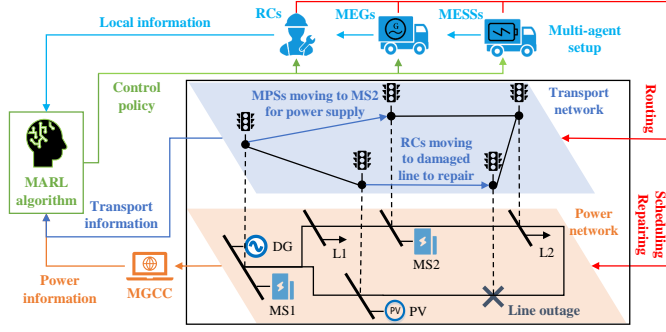 Local information
RCs
MEGs
MESSs
Multi-agent
setup
G
Control
policy
MPSs moving to MS2
for power supply
Transport
network
RCs moving
to damaged
line to repair
Routing
MARL
algorithm
Transport
information
Power
network
Scheduling
Repairing
DG
L1
MS2
L2
Power
information
MGCC
MS1
PV
PV
Line outage